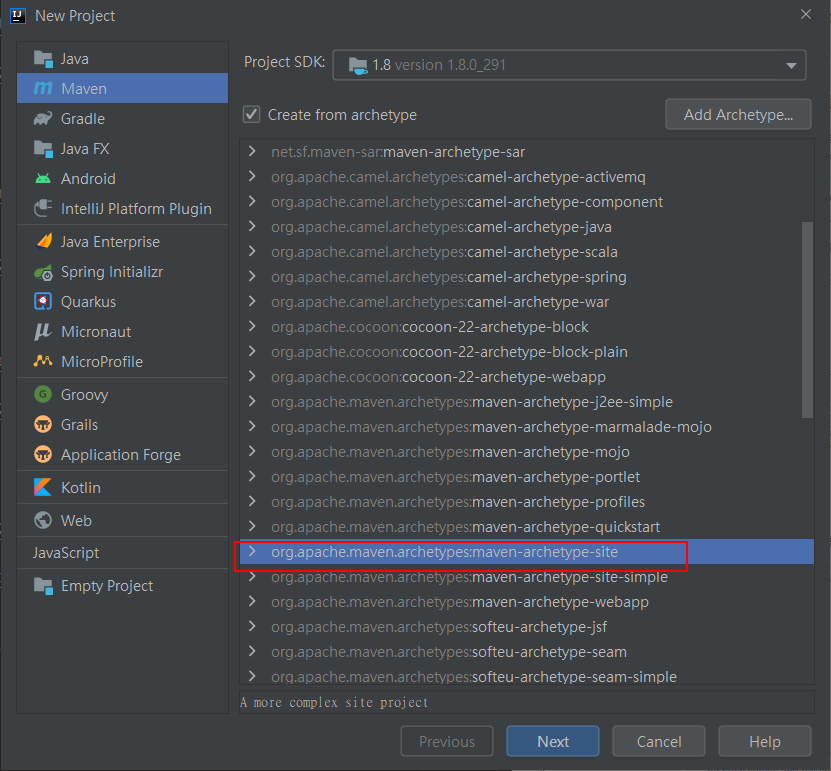 New Project
Java
Maven
Gradle
Java FX
Android
IntelliJ Platform Plugin
Java Enterprise
Spring Initializr
Quarkus
Micronaut
MicroProfile
Groovy
Grails
Application Forge
Kotlin
Web
JavaScript
Empty Project
Project SDK: 1.8 version 1.8.0_291
Create from archetype
Add Archetype...
net.sf.maven-sar:maven-archetype-sar
org.apache.camel.archetypes:camel-archetype-activemq
org.apache.camel.archetypes:camel-archetype-component
org.apache.camel.archetypes:camel-archetype-java
org.apache.camel.archetypes:camel-archetype-scala
org.apache.camel.archetypes:camel-archetype-spring
org.apache.camel.archetypes:camel-archetype-war
org.apache.cocoon:cocoon-22-archetype-block
org.apache.cocoon:cocoon-22-archetype-block-plain
org.apache.cocoon:cocoon-22-archetype-webapp
org.apache.maven.archetypes:maven-archetype-j2ee-simple
org.apache.maven.archetypes:maven-archetype-marmalade-mojo
org.apache.maven.archetypes:maven-archetype-mojo
org.apache.maven.archetypes:maven-archetype-portlet
org.apache.maven.archetypes:maven-archetype-profiles
org.apache.maven.archetypes:maven-archetype-quickstart
org.apache.maven.archetypes:maven-archetype-site
org.apache.maven.archetypes:maven-archetype-site-simple
org.apache.maven.archetypes:maven-archetype-webapp
org.apache.maven.archetypes:softeu-archetype-jsf
org.apache.maven.archetypes:softeu-archetype-seam
org.apache.maven.archetypes:softeu-archetype-seam-simple
A more complex site project
Previous
Next
Cancel
Help